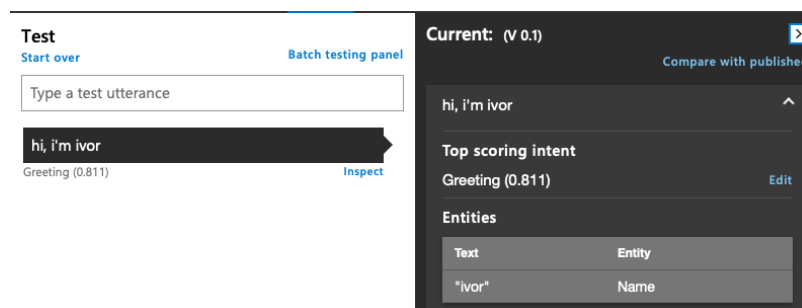 Test
Start over
Batch testing panel
Type a test utterance
hi, i'm ivor
Greeting (0.811)
Inspect
Current: (V 0.1)
Compare with publishe
hi, i'm ivor
Top scoring intent
Greeting (0.811)
Edit
Entities
Text Entity
"ivor" Name